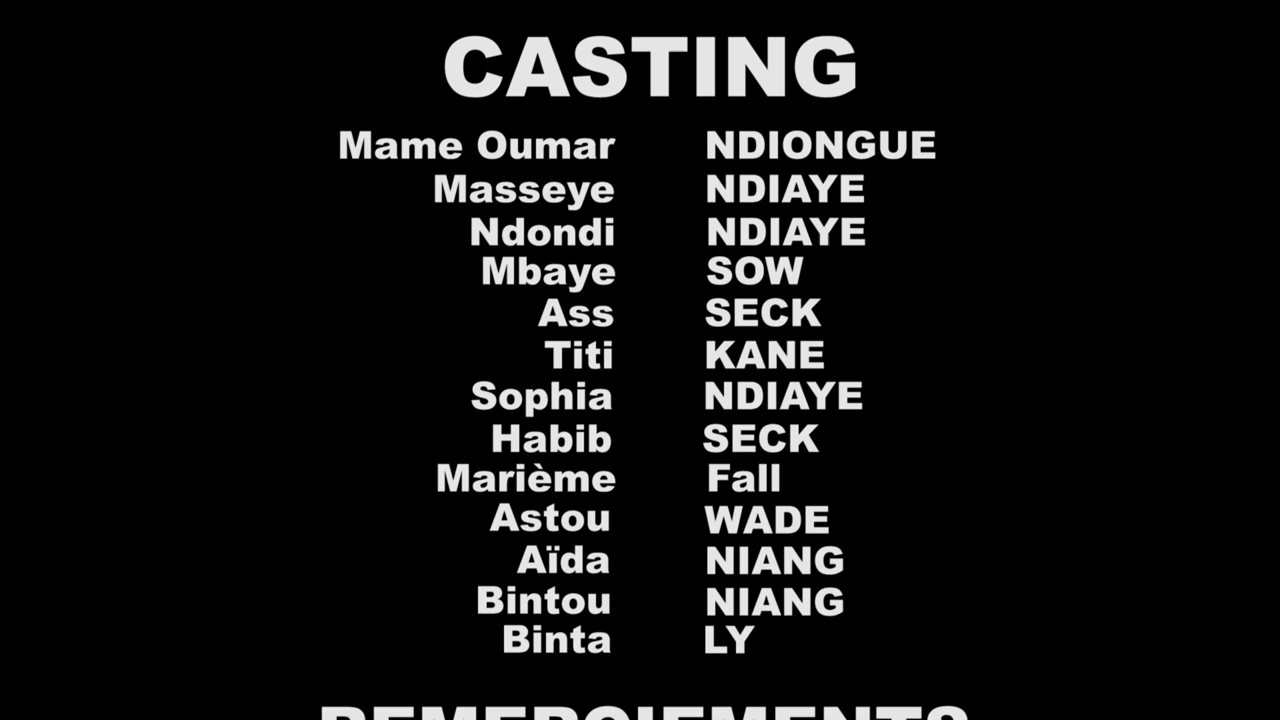 CASTING
Mame Oumar NDIONGUE
Masseye NDIAYE
Ndondi NDIAYE
Mbaye SOW
Ass SECK
Titi KANE
Sophia NDIAYE
Habib SECK
Marième Fall
Astou WADE
Aïda NIANG
Bintou NIANG
Binta LY
REMERCIEMENTS